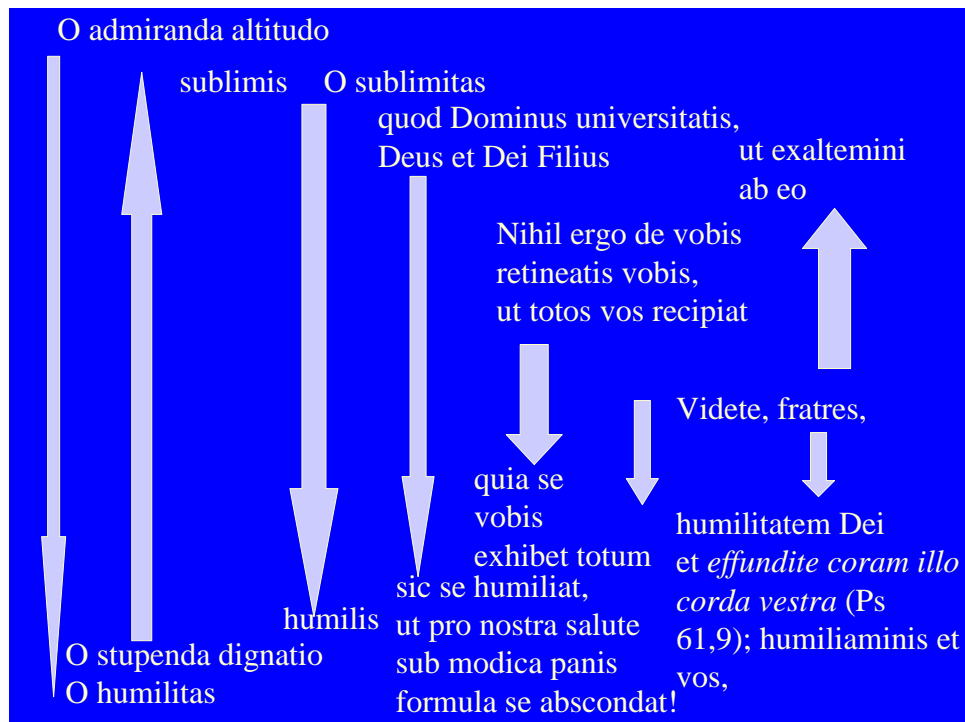 O admiranda altitudo
sublimis
O sublimitas
quod Dominus universitatis,
Deus et Dei Filius
ut exaltemini
ab eo
Nihil ergo de vobis
retineatis vobis,
ut totos vos recipiat
Videte, fratres,
quia se
vobis
exhibet totum
humilitatem Dei
et effundite coram illo
corda vestra (Ps
61,9); humiliaminis et
vos,
sic se humiliat,
ut pro nostra salute
sub modica panis
formula se abscondat!
humilis
O stupenda dignatio
O humilitas